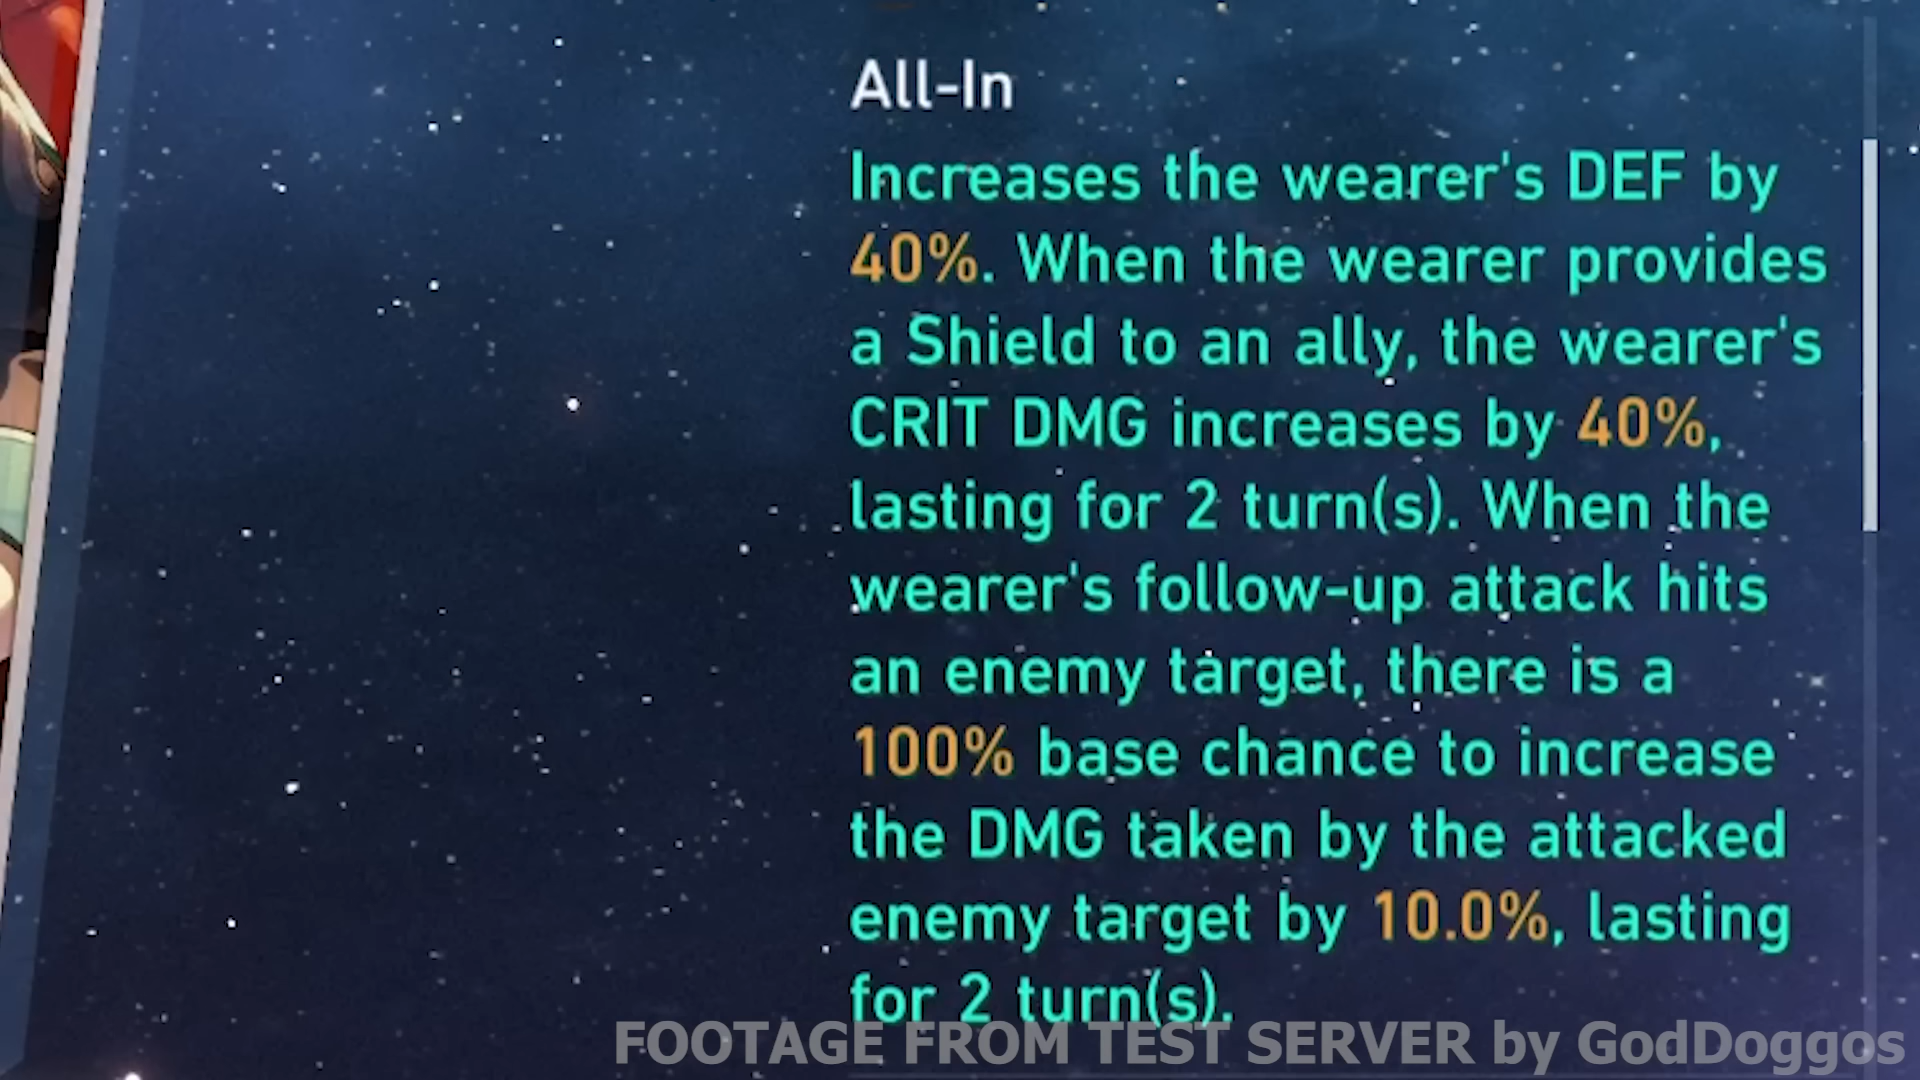 All-In
Increases the wearer's DEF by
40%. When the wearer provides
a Shield to an ally, the wearer's
CRIT DMG increases by 40%,
lasting for 2 turn(s). When the
wearer's follow-up attack hits
an enemy target, there is a
100% base chance to increase
the DMG taken by the attacked
enemy target by 10.0%, lasting
for 2 turn(s).
FOOTAGE FROM TEST SERVER by GodDoggos